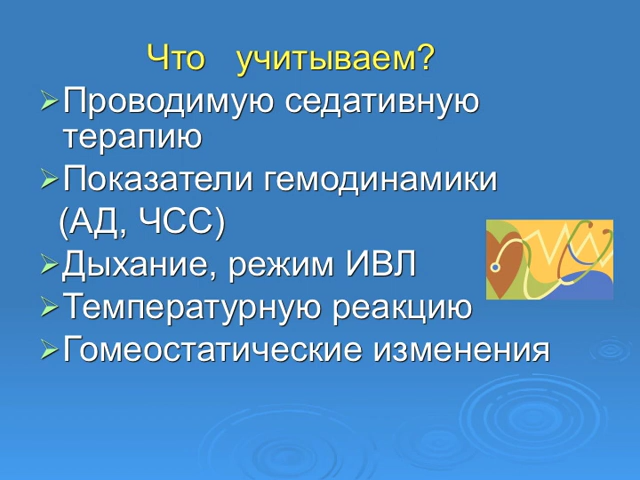 Что учитываем?
Проводимую седативную
терапию
Показатели гемодинамики
(АД, ЧСС)
Дыхание, режим ИВЛ
Температурную реакцию
Гомеостатические изменения